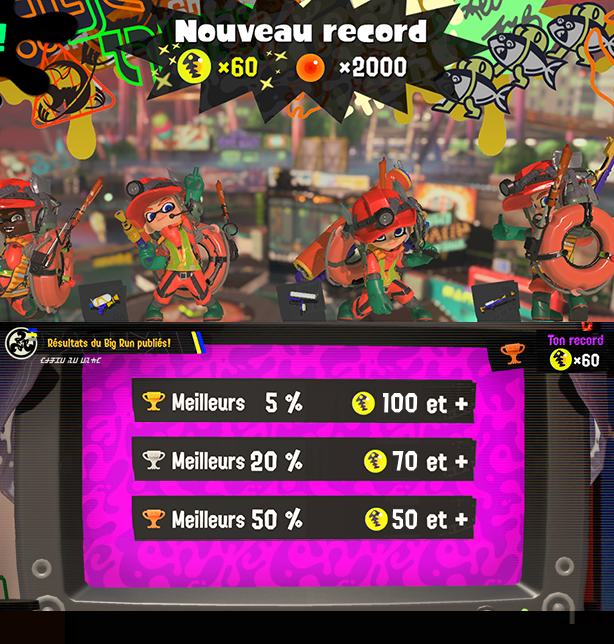 Nouveau record
×60 ×2000
Résultats du Big Run publiés!
Ton record
×60
Meilleurs 5 % 100 et +
Meilleurs 20 % 70 et +
Meilleurs 50 % 50 et +